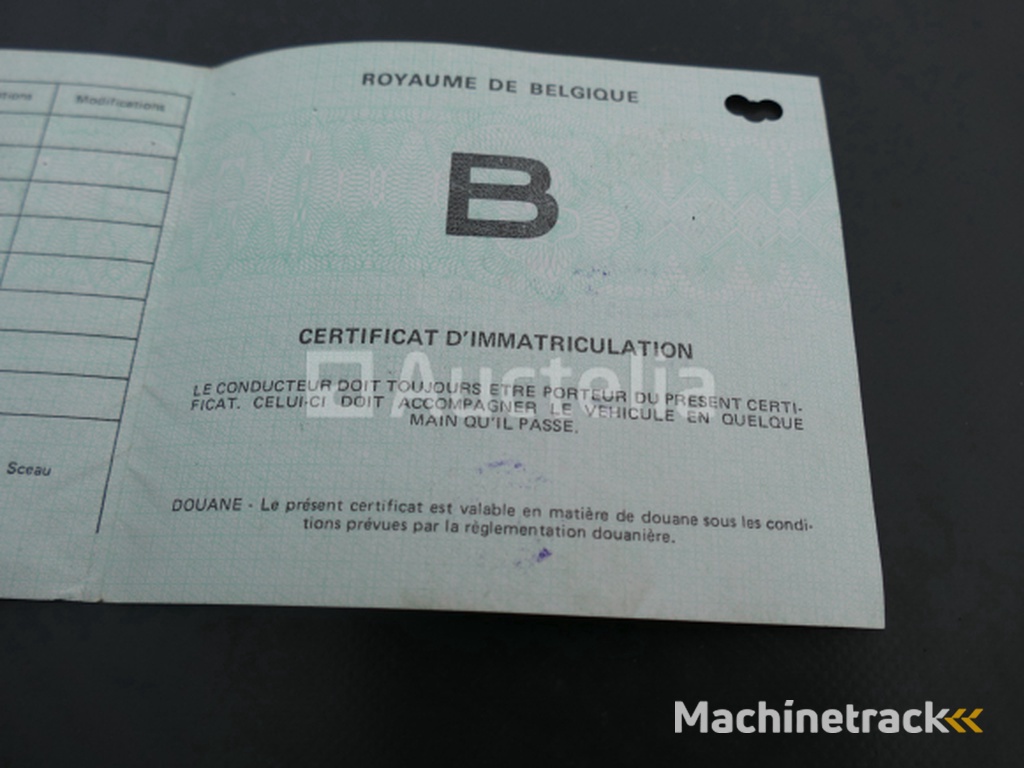 Modifications
ROYAUME DE BELGIQUE
B
CERTIFICAT D'IMMATRICULATION
LE CONDUCTEUR DOIT TOUJOURS ETRE PORTEUR DU PRESENT CERTI-
FICAT. CELUI-CI DOIT ACCOMPAGNER LE VEHICULE EN QUELQUE
MAIN QU'IL PASSE.
Auctelia
Sceau
DOUANE - Le présent certificat est valable en matière de douane sous les condi-
tions prévues par la règlementation douanière.
Machinetrack